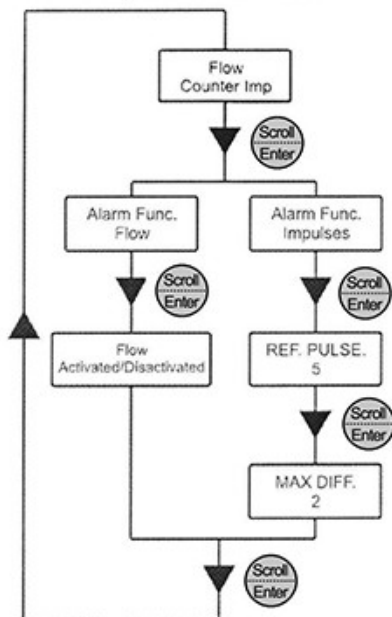 Flow
Counter Imp
Scroll
Enter
Alarm Func.
Flow
Alarm Func.
Impulses
Scroll
Enter
Scroll
Enter
Flow
Activated/Disactivated
REF. PULSE.
5
Scroll
Enter
MAX DIFF.
2
Scroll
Enter